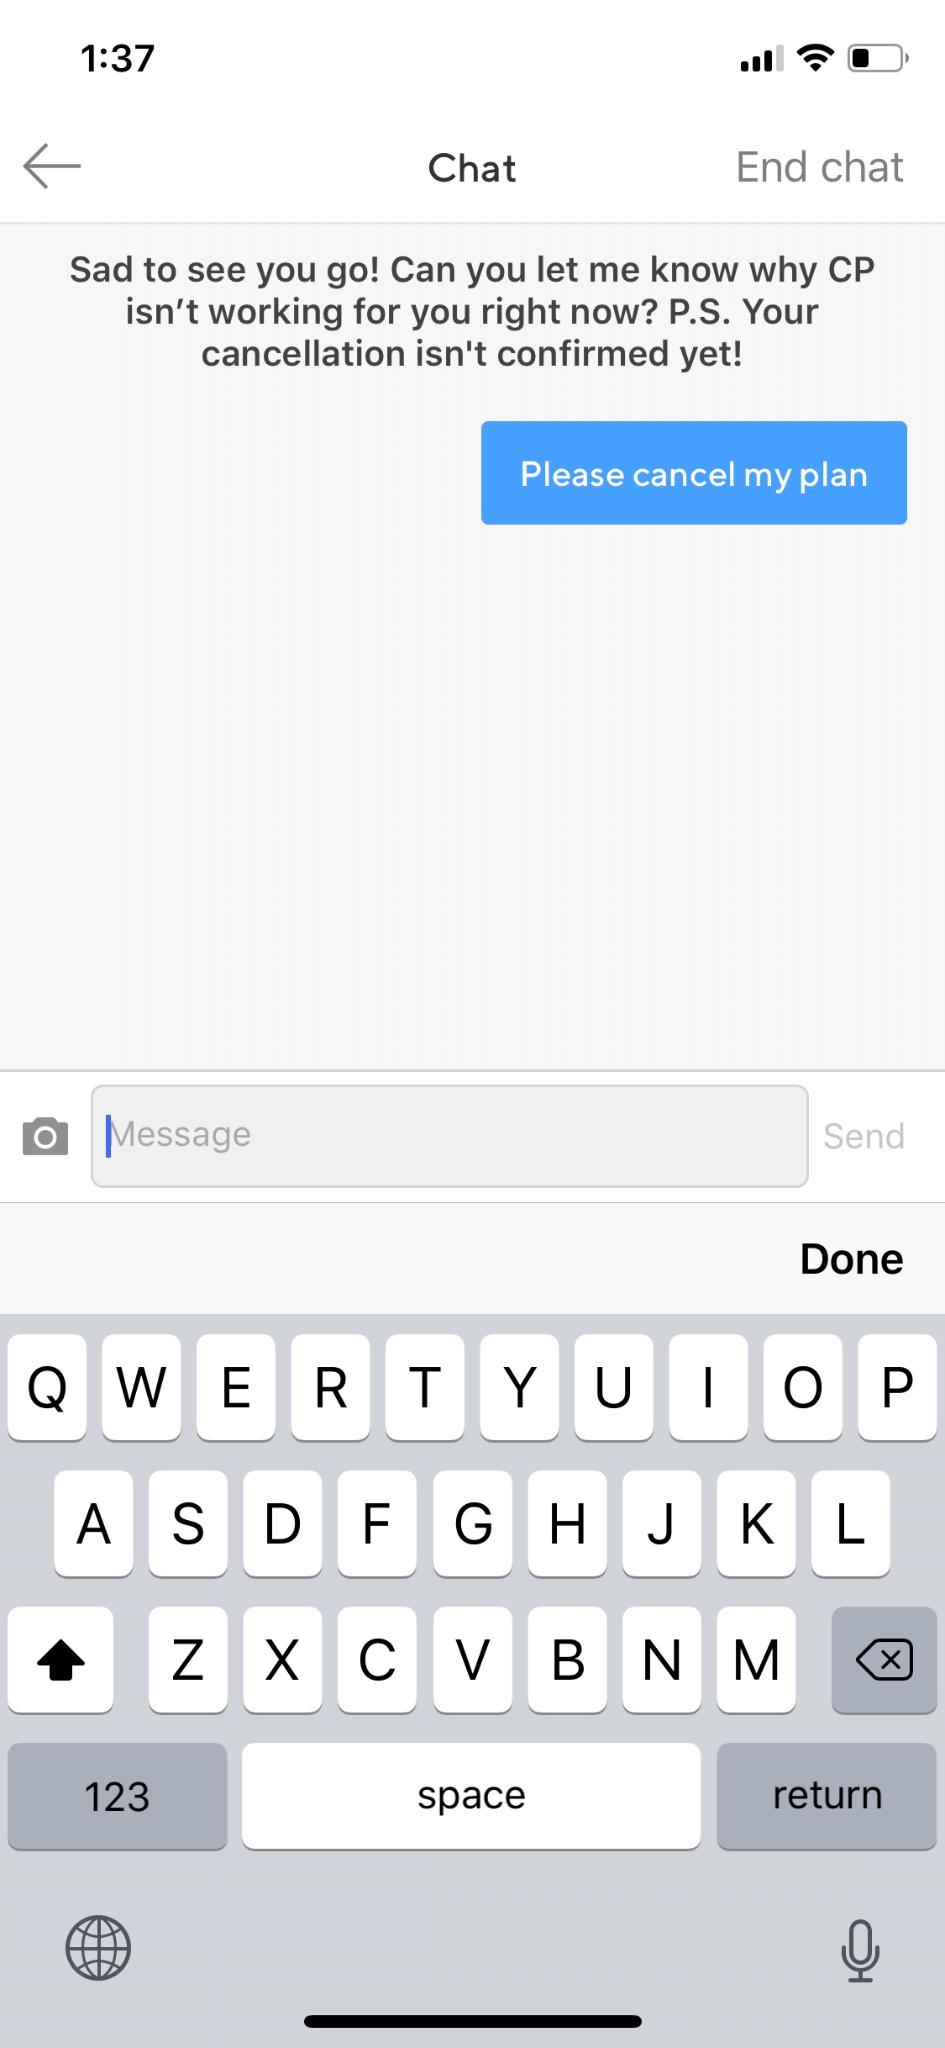 1:37
Chat
End chat
Sad to see you go! Can you let me know why CP
isn’t working for you right now? P.S. Your
cancellation isn't confirmed yet!
Please cancel my plan
Message
Send
Done
Q W E R T Y U I O P
A S D F G H J K L
Z X C V B N M
123 space return